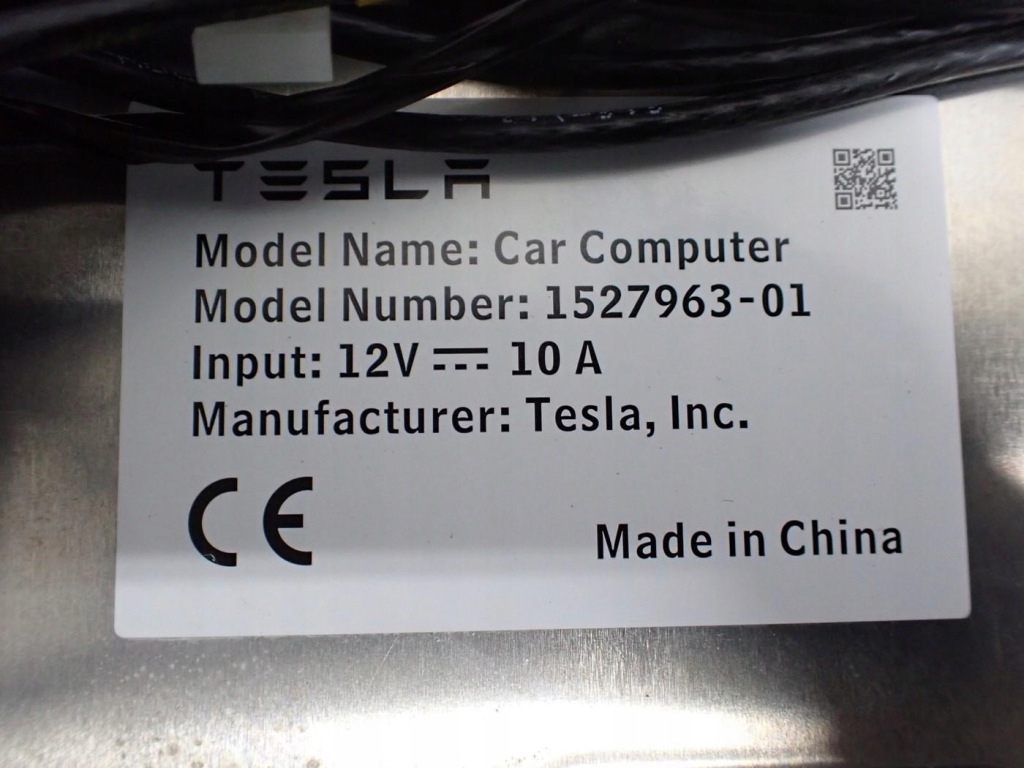 TESLA
Model Name: Car Computer
Model Number: 1527963-01
Input: 12V ⎓ 10 A
Manufacturer: Tesla, Inc.
CE
Made in China